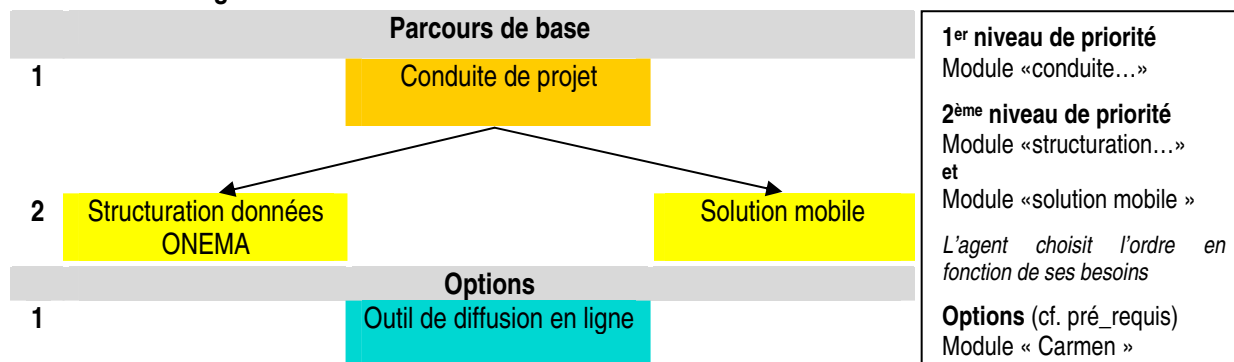 Parcours de base
1 Conduite de projet
2 Structuration données Solution mobile
ONEMA
Options
1 Outil de diffusion en ligne
1er niveau de priorité
Module «conduite…»
2ème niveau de priorité
Module «structuration…»
et
Module «solution mobile »
L'agent choisit l'ordre en
fonction de ses besoins
Options (cf. pré_requis)
Module « Carmen »